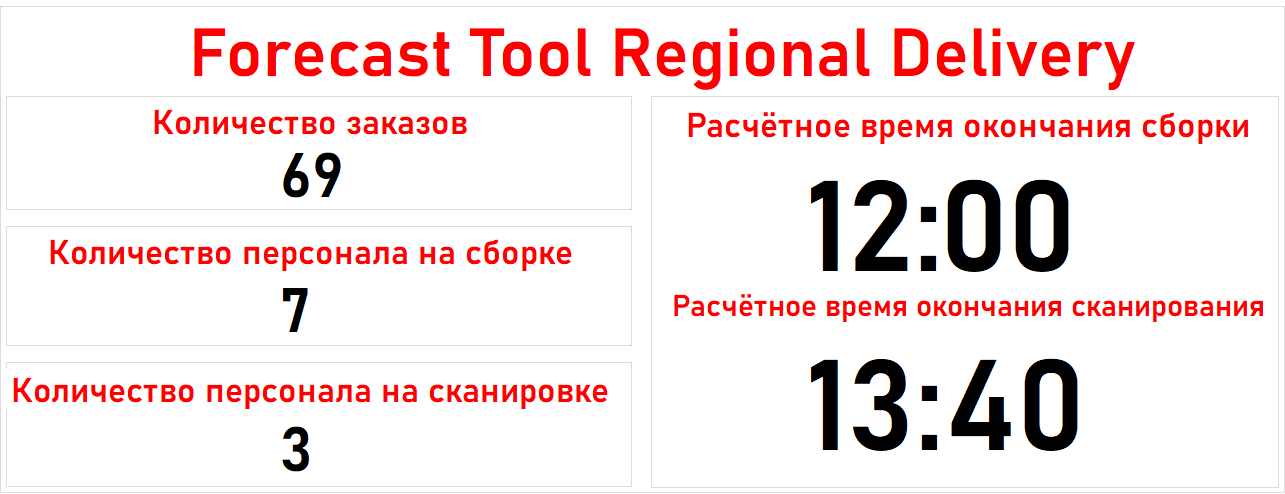 Forecast Tool Regional Delivery
Количество заказов
69
Количество персонала на сборке
7
Количество персонала на сканировке
3
Расчётное время окончания сборки
12:00
Расчётное время окончания сканирования
13:40